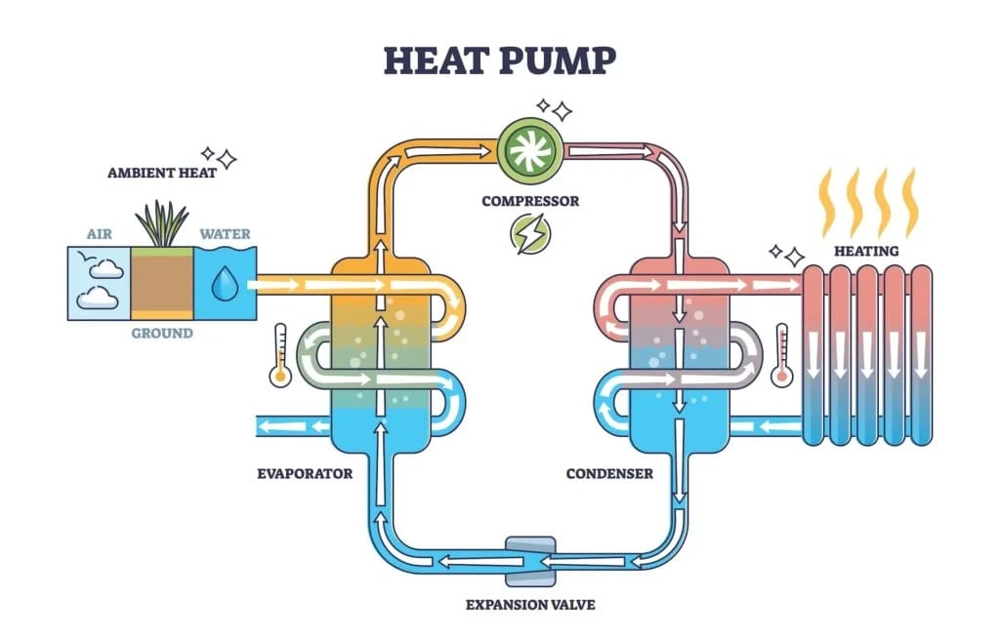 HEAT PUMP
AMBIENT HEAT
AIR
WATER
GROUND
COMPRESSOR
HEATING
EVAPORATOR
CONDENSER
EXPANSION VALVE